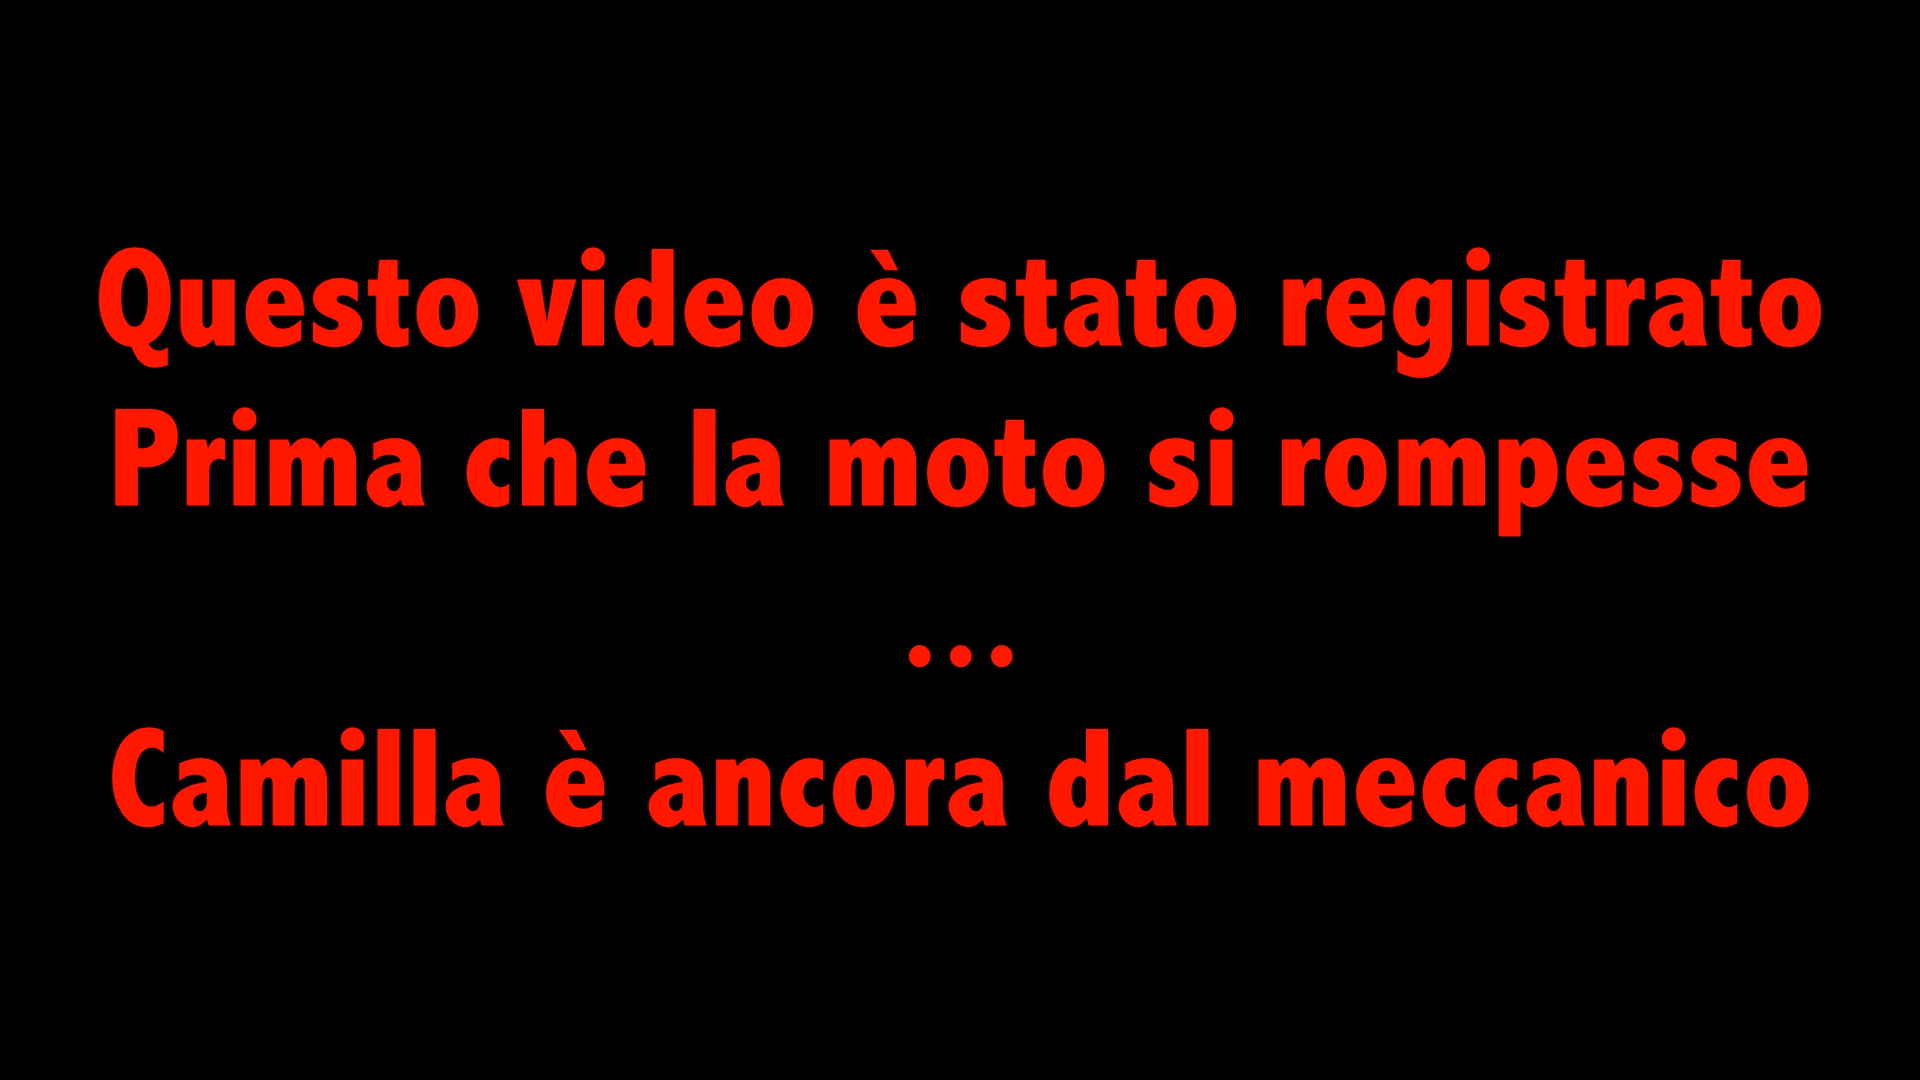 Questo video è stato registrato
Prima che la moto si rompesse
...
Camilla è ancora dal meccanico